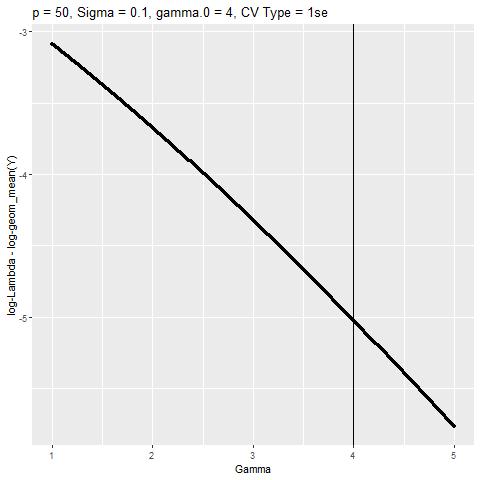 p = 50, Sigma = 0.1, gamma.0 = 4, CV Type = 1se
-3
-4
-5
log-Lambda - log-geom_mean(Y)
1 2 3 4 5
Gamma